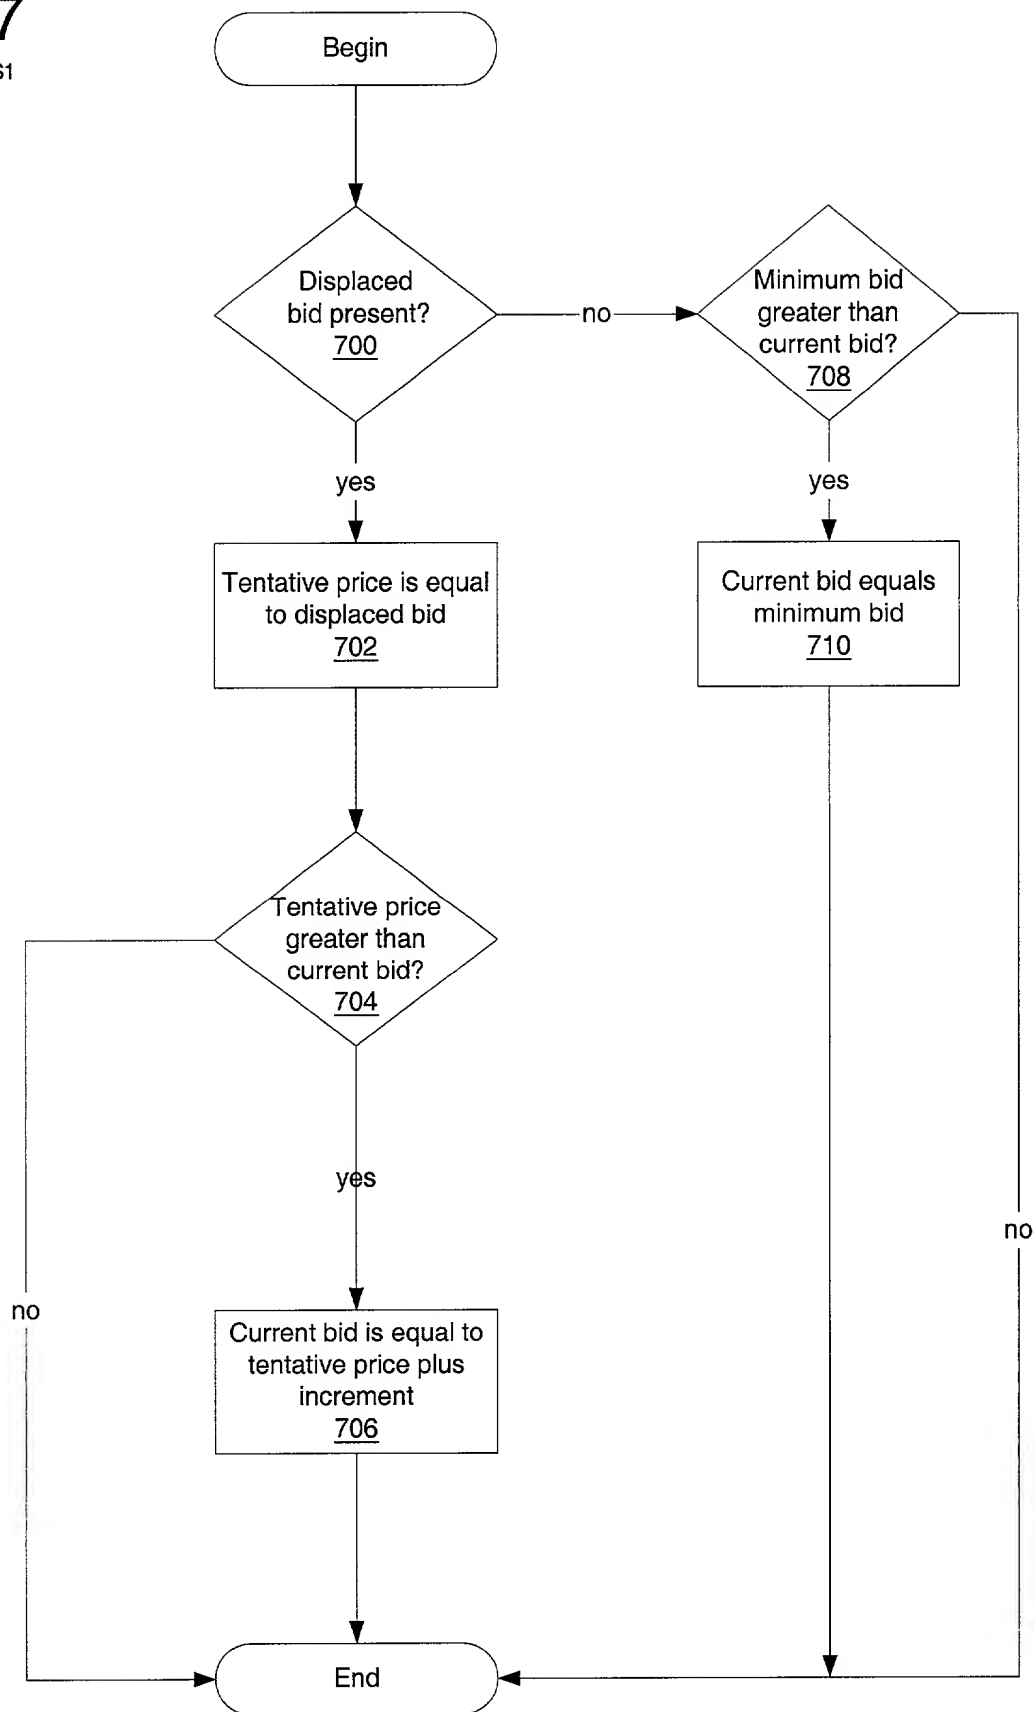 7
Begin
Displaced
bid present?
700
no
Minimum bid
greater than
current bid?
708
yes
yes
Tentative price is equal
to displaced bid
702
Current bid equals
minimum bid
710
Tentative price
greater than
current bid?
704
yes
no
no
Current bid is equal to
tentative price plus
increment
706
End